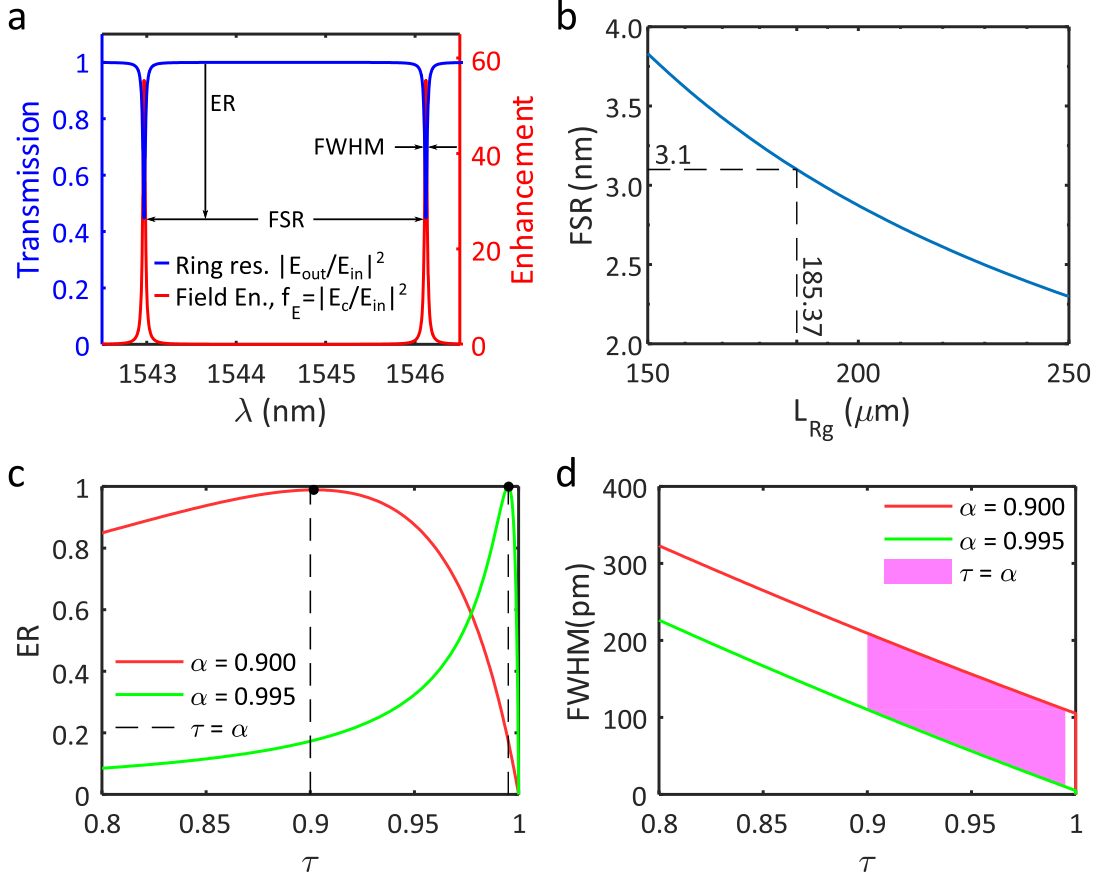 a
Transmission
1
0.8
0.6
0.4
0.2
0
ER
FWHM
FSR
Ring res. |E_out/E_in|^2
Field En., f_E=|E_c/E_in|^2
60
40
20
0
Enhancement
1543 1544 1545 1546
λ (nm)
b
FSR (nm)
4.0
3.5
3.0
2.5
2.0
3.1
185.37
150 200 250
L_Rg (μm)
c
ER
1
0.8
0.6
0.4
0.2
0
α = 0.900
α = 0.995
τ = α
0.8 0.85 0.9 0.95 1
τ
d
FWHM(pm)
400
300
200
100
0
α = 0.900
α = 0.995
τ = α
0.8 0.85 0.9 0.95 1
τ